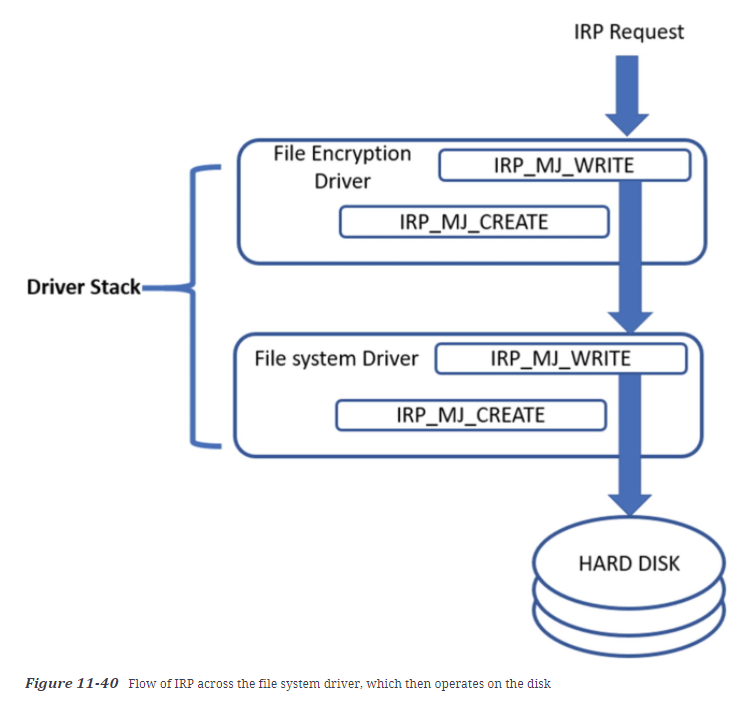 IRP Request
File Encryption
Driver
IRP_MJ_WRITE
IRP_MJ_CREATE
Driver Stack
File system Driver
IRP_MJ_WRITE
IRP_MJ_CREATE
HARD DISK
Figure 11-40 Flow of IRP across the file system driver, which then operates on the disk